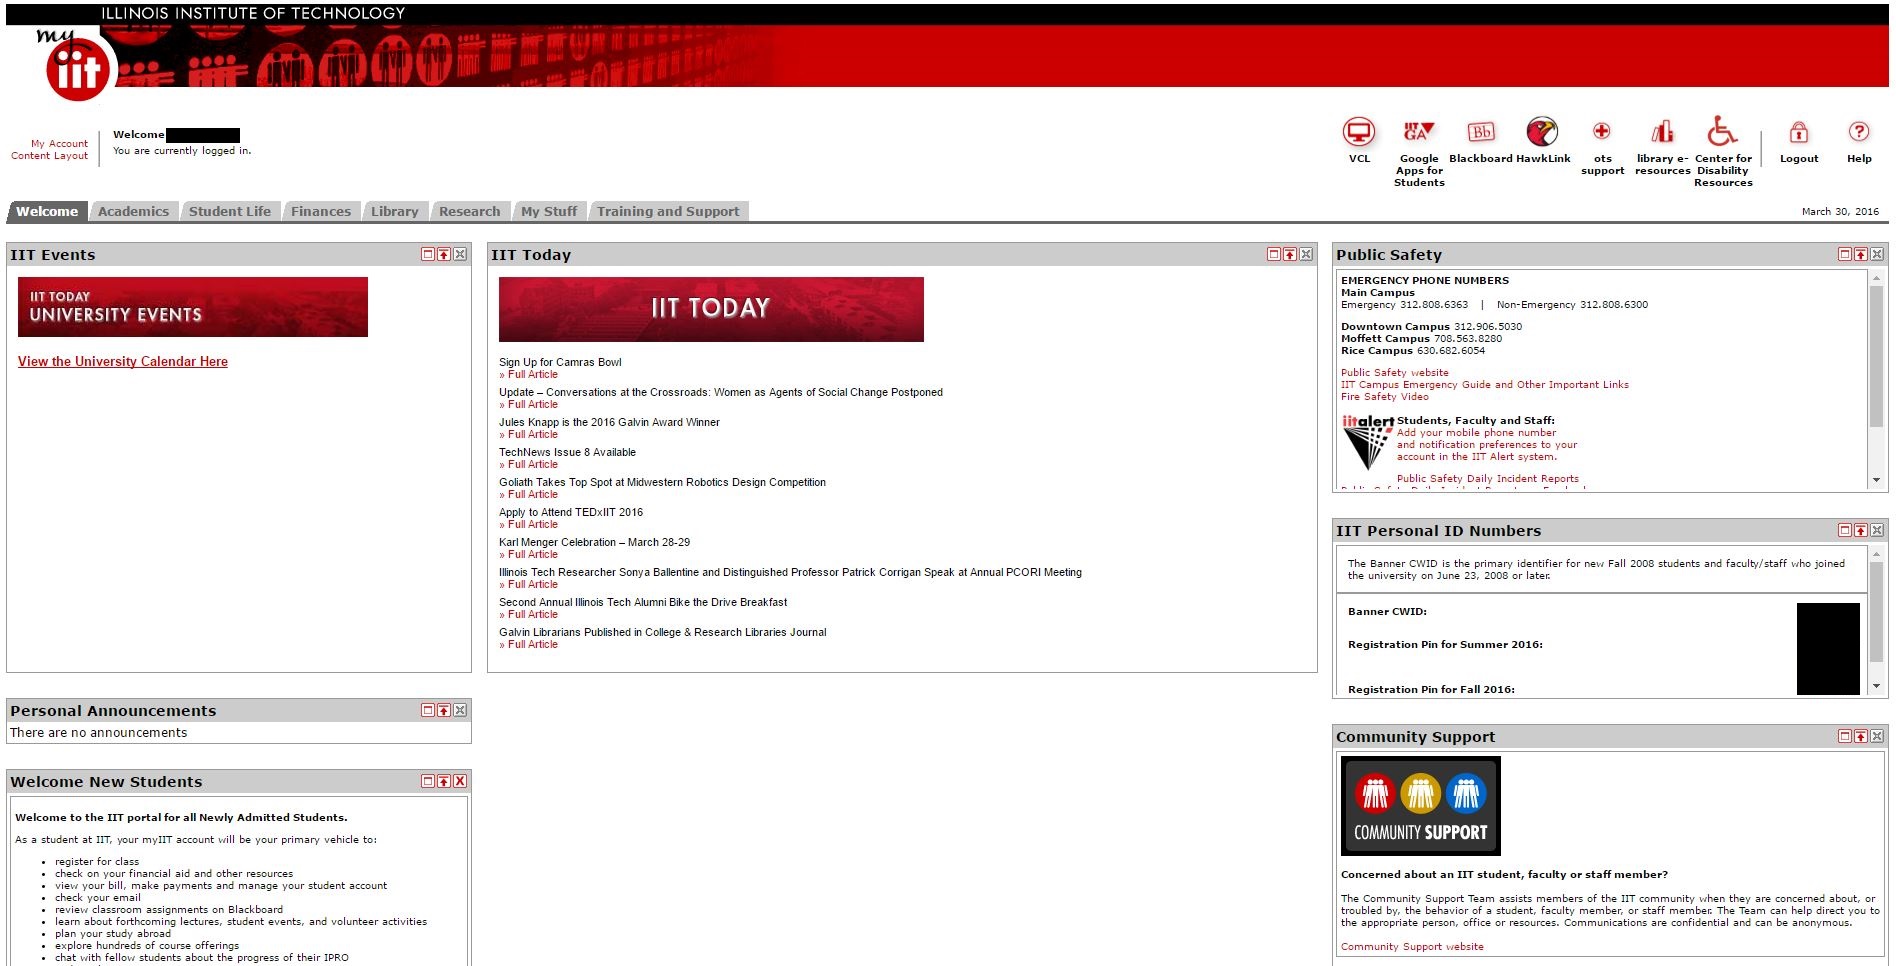 ILLINOIS INSTITUTE OF TECHNOLOGY
my
iit
My Account
Content Layout
Welcome
You are currently logged in.
VCL
IIT
GA
Google
Apps for
Students
Bb
Blackboard
HawkLink
ots
support
library e-
resources
Center for
Disability
Resources
Logout
?
Help
Welcome
Academics
Student Life
Finances
Library
Research
My Stuff
Training and Support
March 30, 2016
IIT Events
IIT TODAY
UNIVERSITY EVENTS
View the University Calendar Here
Personal Announcements
There are no announcements
Welcome New Students
Welcome to the IIT portal for all Newly Admitted Students.
As a student at IIT, your myIIT account will be your primary vehicle to:
• register for class
• check on your financial aid and other resources
• view your bill, make payments and manage your student account
• check your email
• review classroom assignments on Blackboard
• learn about forthcoming lectures, student events, and volunteer activities
• plan your study abroad
• explore hundreds of course offerings
• chat with fellow students about the progress of their IPRO
IIT Today
IIT TODAY
Sign Up for Camras Bowl
» Full Article
Update – Conversations at the Crossroads: Women as Agents of Social Change Postponed
» Full Article
Jules Knapp is the 2016 Galvin Award Winner
» Full Article
TechNews Issue 8 Available
» Full Article
Goliath Takes Top Spot at Midwestern Robotics Design Competition
» Full Article
Apply to Attend TEDxIIT 2016
» Full Article
Karl Menger Celebration – March 28-29
» Full Article
Illinois Tech Researcher Sonya Ballentine and Distinguished Professor Patrick Corrigan Speak at Annual PCORI Meeting
» Full Article
Second Annual Illinois Tech Alumni Bike the Drive Breakfast
» Full Article
Galvin Librarians Published in College & Research Libraries Journal
» Full Article
Public Safety
EMERGENCY PHONE NUMBERS
Main Campus
Emergency 312.808.6363 | Non-Emergency 312.808.6300
Downtown Campus 312.906.5030
Moffett Campus 708.563.8280
Rice Campus 630.682.6054
Public Safety website
IIT Campus Emergency Guide and Other Important Links
Fire Safety Video
iitalert
Students, Faculty and Staff:
Add your mobile phone number
and notification preferences to your
account in the IIT Alert system.
Public Safety Daily Incident Reports
IIT Personal ID Numbers
The Banner CWID is the primary identifier for new Fall 2008 students and faculty/staff who joined
the university on June 23, 2008 or later.
Banner CWID:
Registration Pin for Summer 2016:
Registration Pin for Fall 2016:
Community Support
COMMUNITY SUPPORT
Concerned about an IIT student, faculty or staff member?
The Community Support Team assists members of the IIT community when they are concerned about, or
troubled by, the behavior of a student, faculty member, or staff member. The Team can help direct you to
the appropriate person, office or resources. Communications are confidential and can be anonymous.
Community Support website